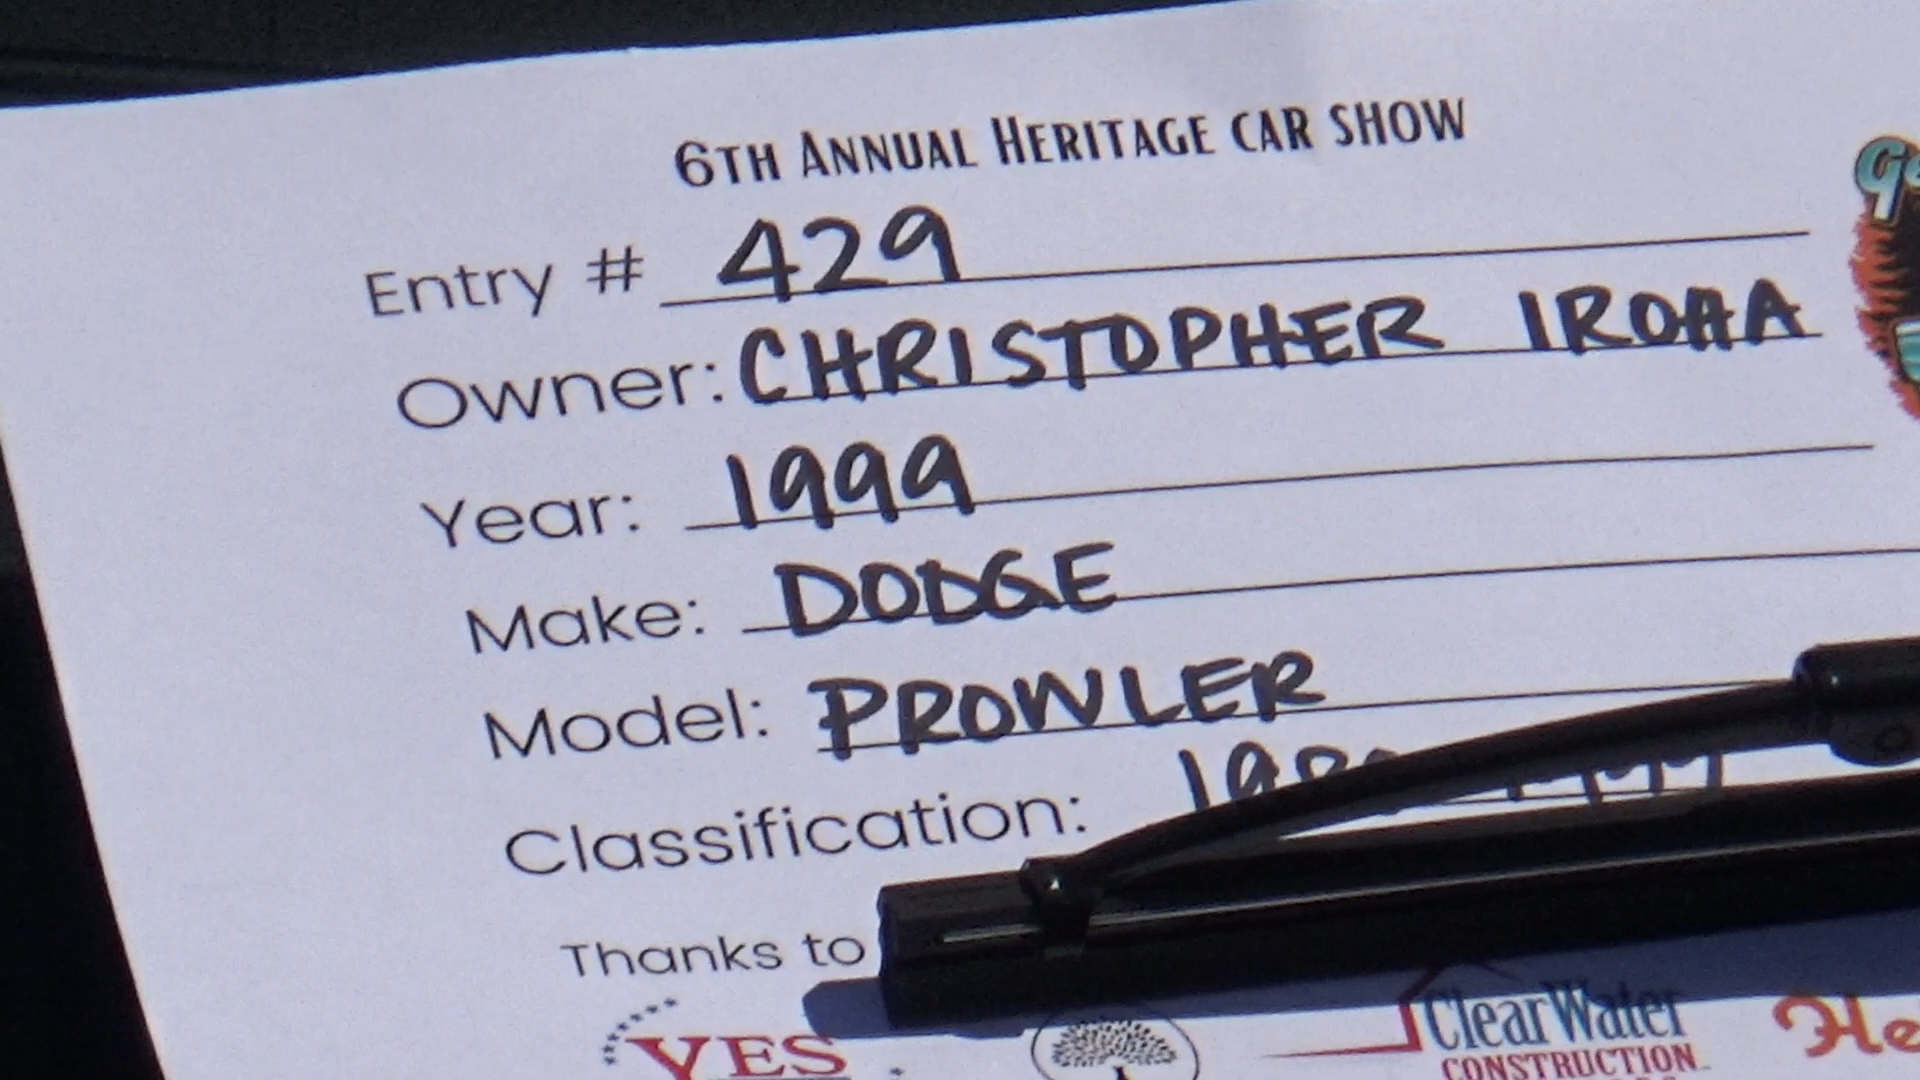 6TH ANNUAL HERITAGE CAR SHOW
Entry # 429
Owner: CHRISTOPHER IROHA
Year: 1999
Make: DODGE
Model: PROWLER
Classification:
Thanks to
YES
ClearWater
CONSTRUCTION